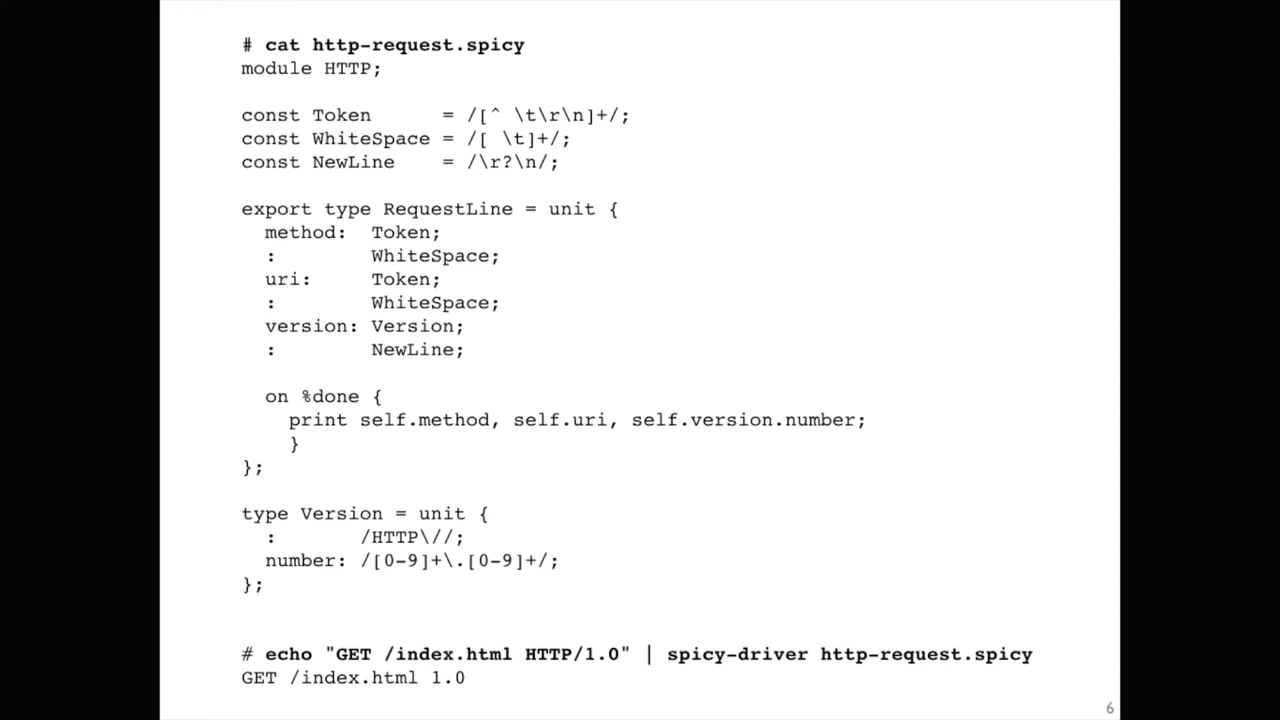 # cat http-request.spicy
module HTTP;

const Token      = /[^ \t\r\n]+/;
const WhiteSpace = /[ \t]+/;
const NewLine    = /\r?\n/;

export type RequestLine = unit {
  method:  Token;
  :        WhiteSpace;
  uri:     Token;
  :        WhiteSpace;
  version: Version;
  :        NewLine;

  on %done {
    print self.method, self.uri, self.version.number;
    }
};

type Version = unit {
  :       /HTTP\//;
  number: /[0-9]+\.[0-9]+/;
};

# echo "GET /index.html HTTP/1.0" | spicy-driver http-request.spicy
GET /index.html 1.0
6